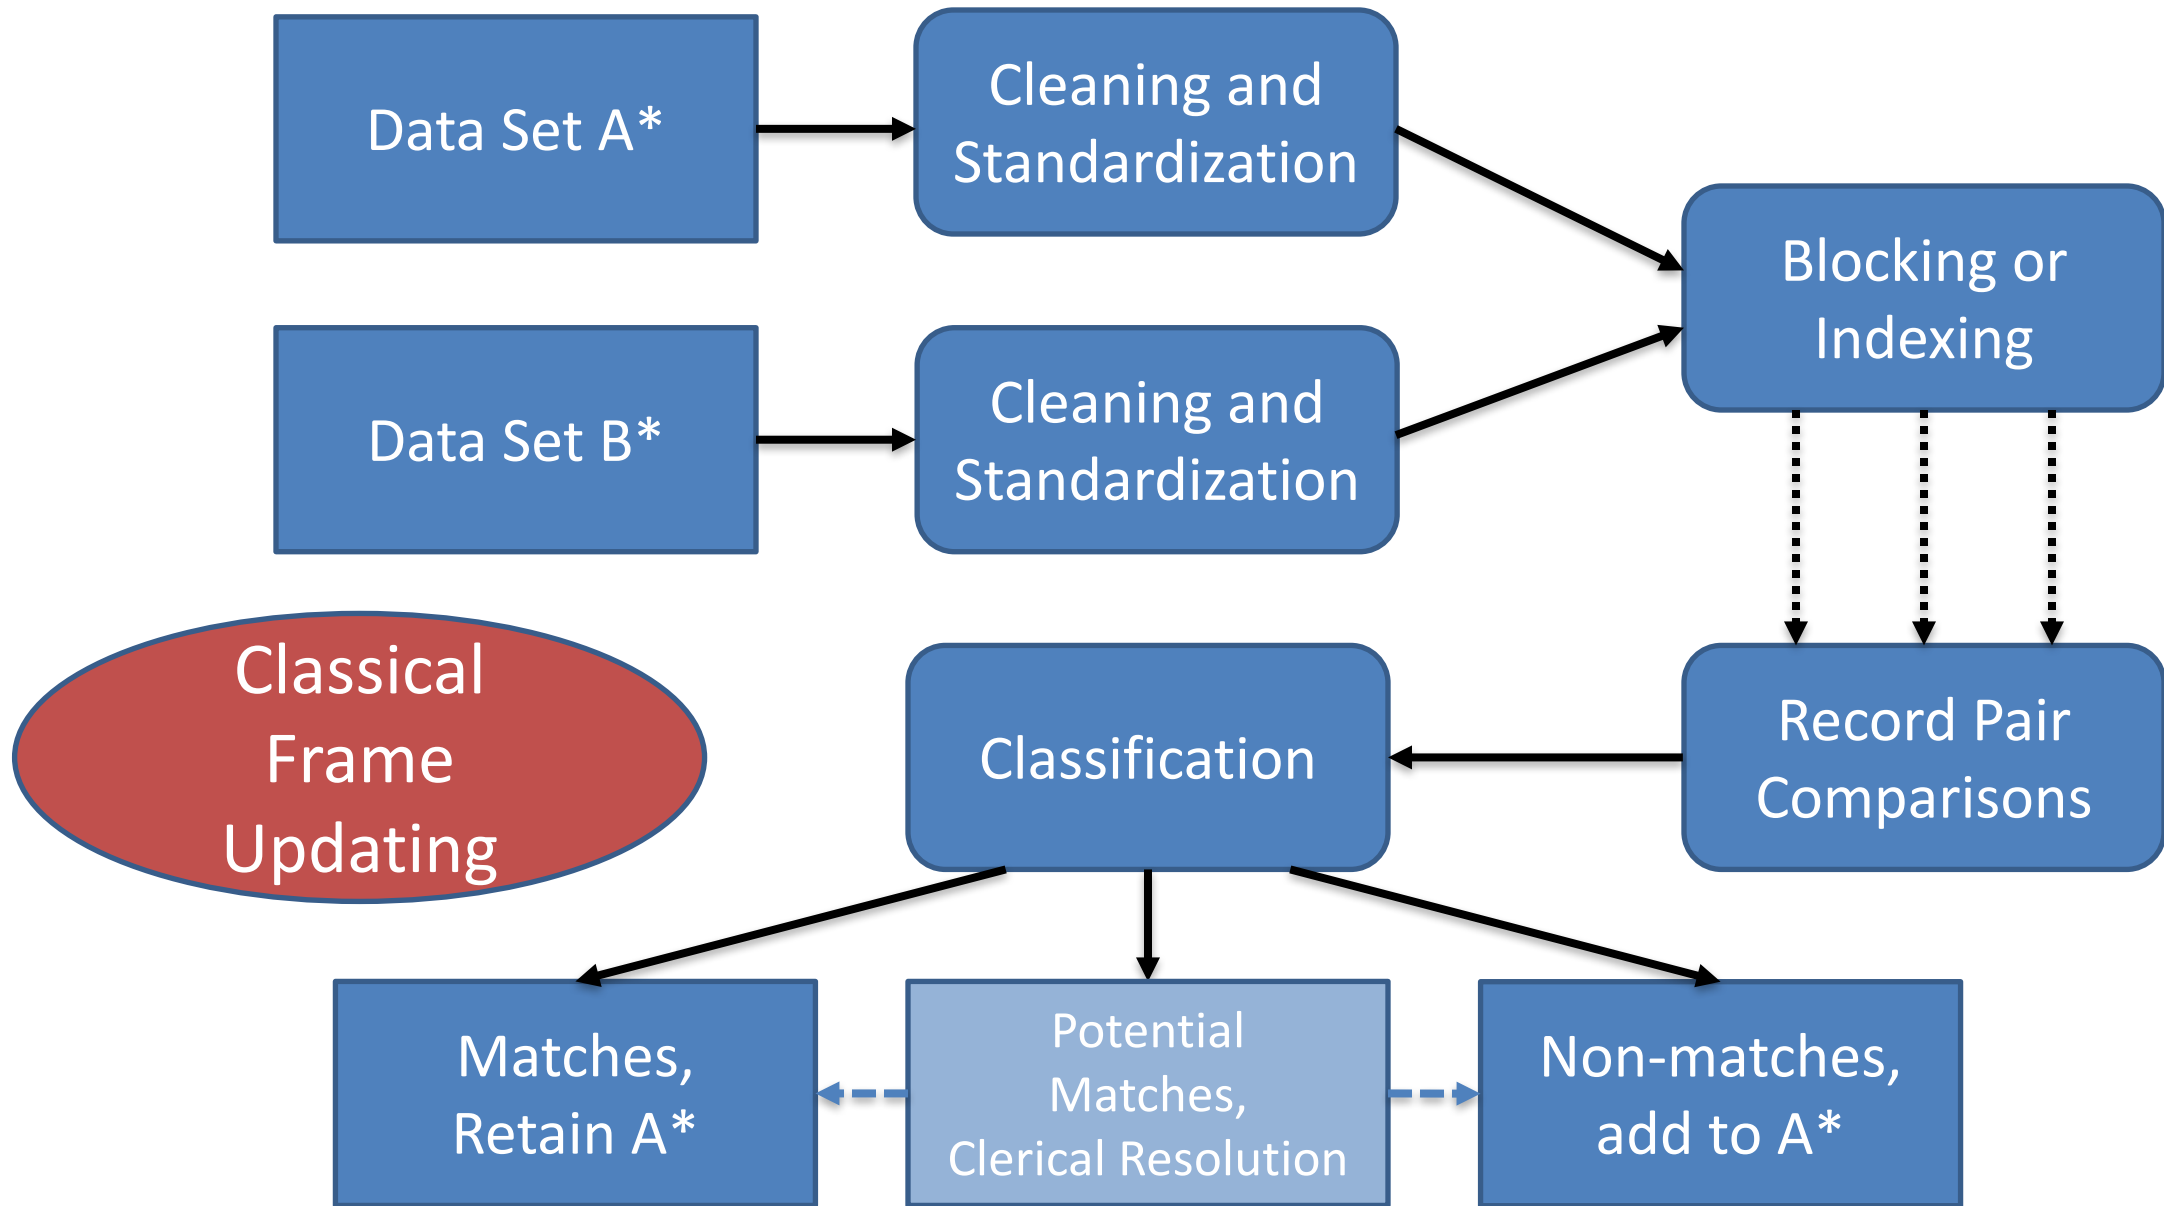 Data Set A*
Cleaning and
Standardization
Blocking or
Indexing
Data Set B*
Cleaning and
Standardization
Classical
Frame
Updating
Classification
Record Pair
Comparisons
Matches,
Retain A*
Potential
Matches,
Clerical Resolution
Non-matches,
add to A*